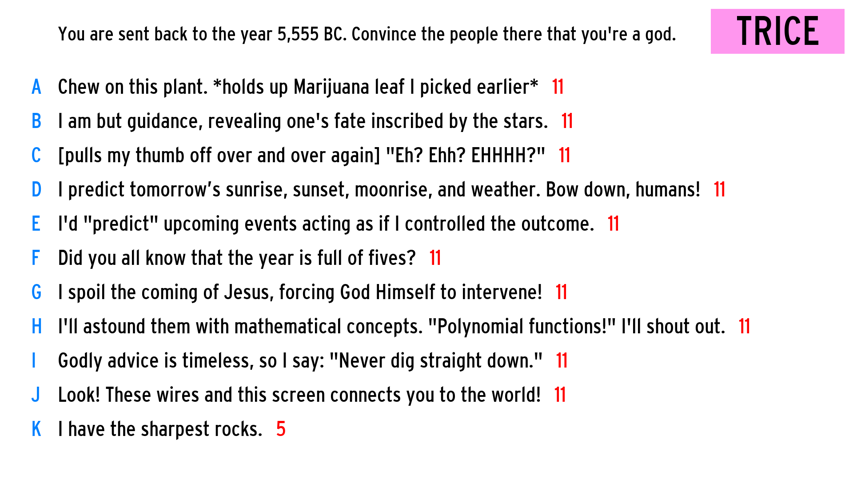 You are sent back to the year 5,555 BC. Convince the people there that you're a god.
TRICE
A Chew on this plant. *holds up Marijuana leaf I picked earlier* 11
B I am but guidance, revealing one's fate inscribed by the stars. 11
C [pulls my thumb off over and over again] "Eh? Ehh? EHHHH?" 11
D I predict tomorrow’s sunrise, sunset, moonrise, and weather. Bow down, humans! 11
E I'd "predict" upcoming events acting as if I controlled the outcome. 11
F Did you all know that the year is full of fives? 11
G I spoil the coming of Jesus, forcing God Himself to intervene! 11
H I'll astound them with mathematical concepts. "Polynomial functions!" I'll shout out. 11
I Godly advice is timeless, so I say: "Never dig straight down." 11
J Look! These wires and this screen connects you to the world! 11
K I have the sharpest rocks. 5